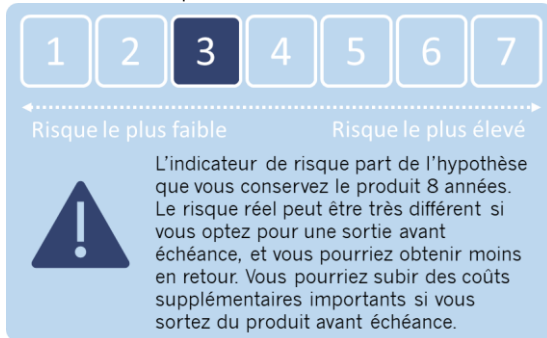 1 2 3 4 5 6 7
Risque le plus faible Risque le plus élevé
L'indicateur de risque part de l'hypothèse
que vous conservez le produit 8 années.
Le risque réel peut être très différent si
vous optez pour une sortie avant
échéance, et vous pourriez obtenir moins
en retour. Vous pourriez subir des coûts
supplémentaires importants si vous
sortez du produit avant échéance.